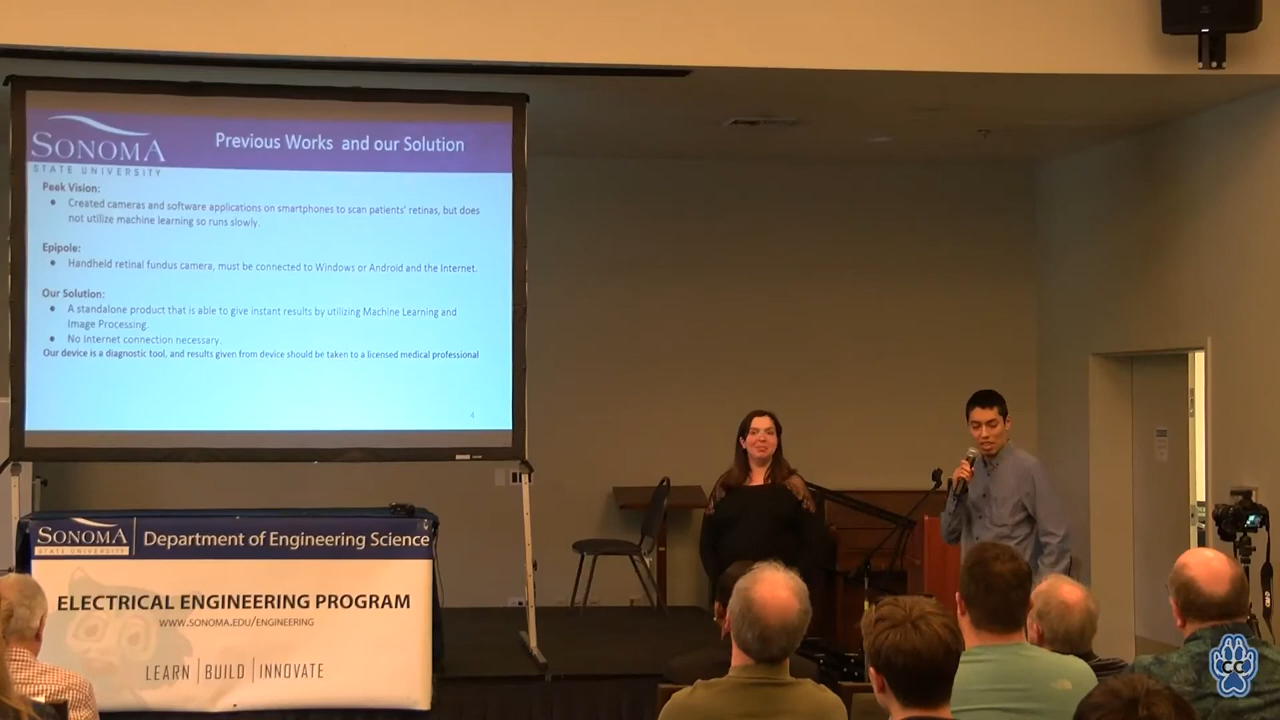 SONOMA
STATE UNIVERSITY
Previous Works and our Solution
Peek Vision:
● Created cameras and software applications on smartphones to scan patients' retinas, but does
not utilize machine learning so runs slowly.
Epipole:
● Handheld retinal fundus camera, must be connected to Windows or Android and the Internet.
Our Solution:
● A standalone product that is able to give instant results by utilizing Machine Learning and
Image Processing.
● No Internet connection necessary.
Our device is a diagnostic tool, and results given from device should be taken to a licensed medical professional
4
SONOMA
STATE UNIVERSITY
Department of Engineering Science
ELECTRICAL ENGINEERING PROGRAM
WWW.SONOMA.EDU/ENGINEERING
LEARN | BUILD | INNOVATE
CC